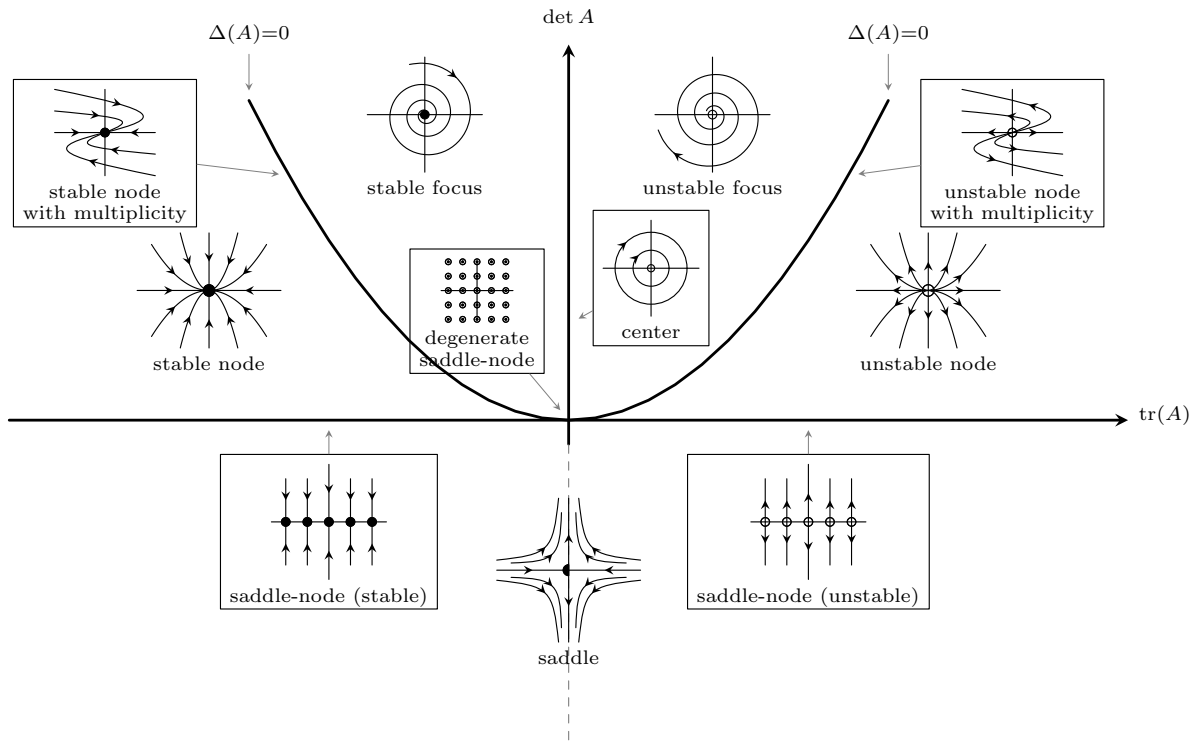 det A
Δ(A)=0
Δ(A)=0
stable focus
unstable focus
stable node
with multiplicity
unstable node
with multiplicity
center
degenerate
saddle-node
stable node
unstable node
tr(A)
saddle-node (stable)
saddle-node (unstable)
saddle